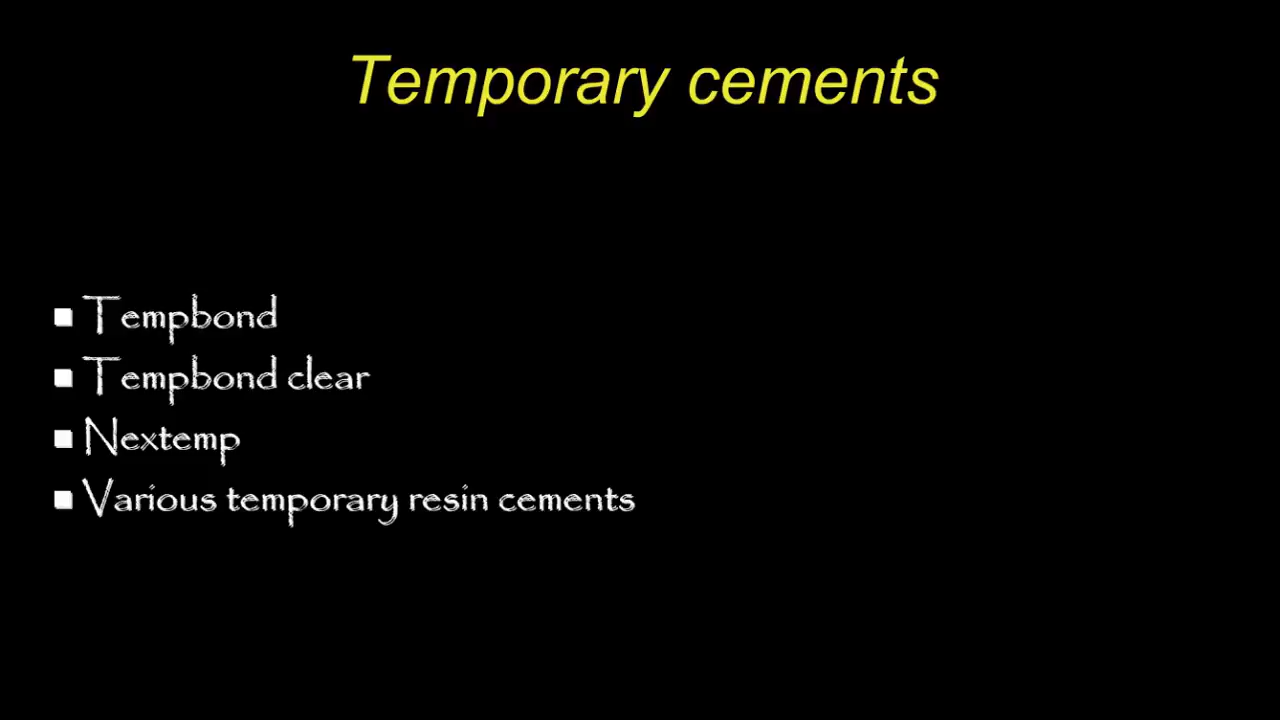 Temporary cements
Tempbond
Tempbond clear
Nextemp
Various temporary resin cements